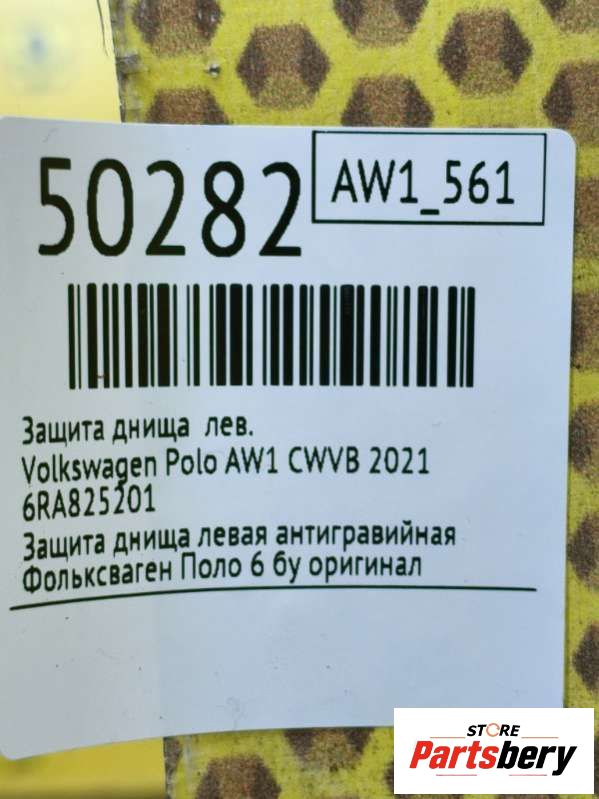 50282
AW1_561
Защита днища лев.
Volkswagen Polo AW1 CWVB 2021
6RA825201
Защита днища левая антигравийная
Фольксваген Поло 6 бу оригинал
STORE
Partsbery